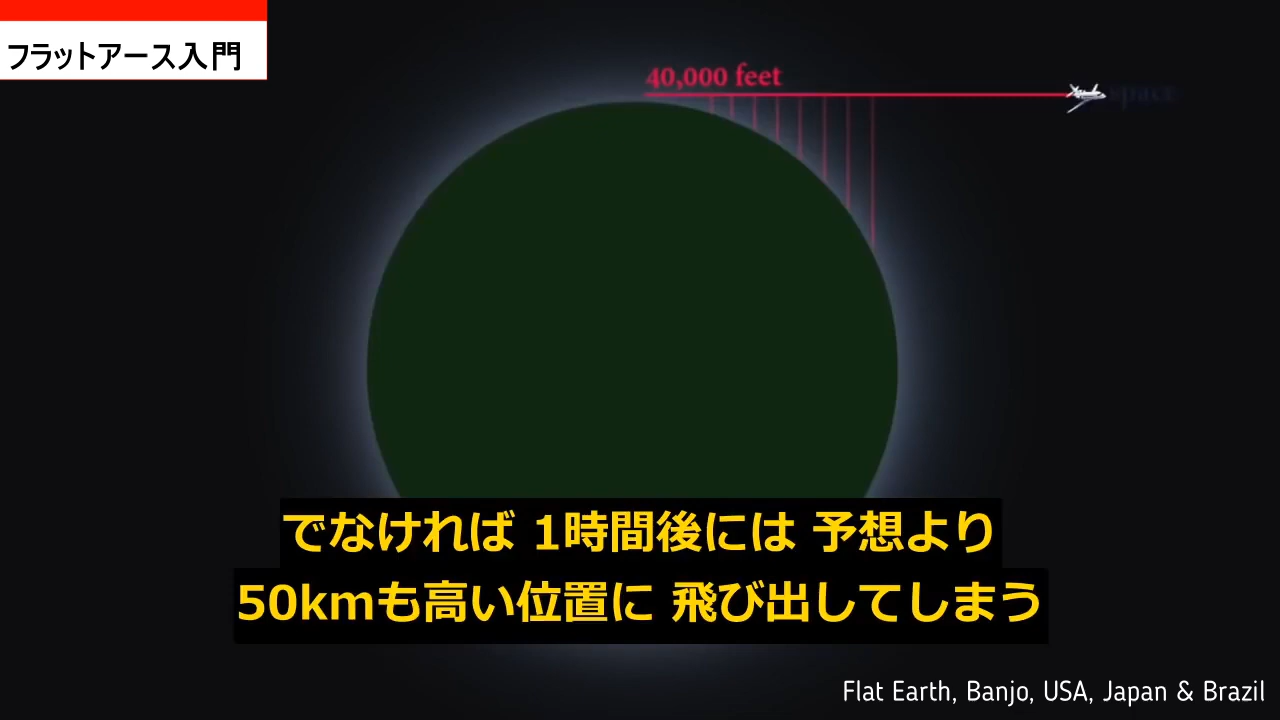 フラットアース入門
40,000 feet
space
でなければ 1時間後には 予想より
50kmも高い位置に 飛び出してしまう
Flat Earth, Banjo, USA, Japan & Brazil